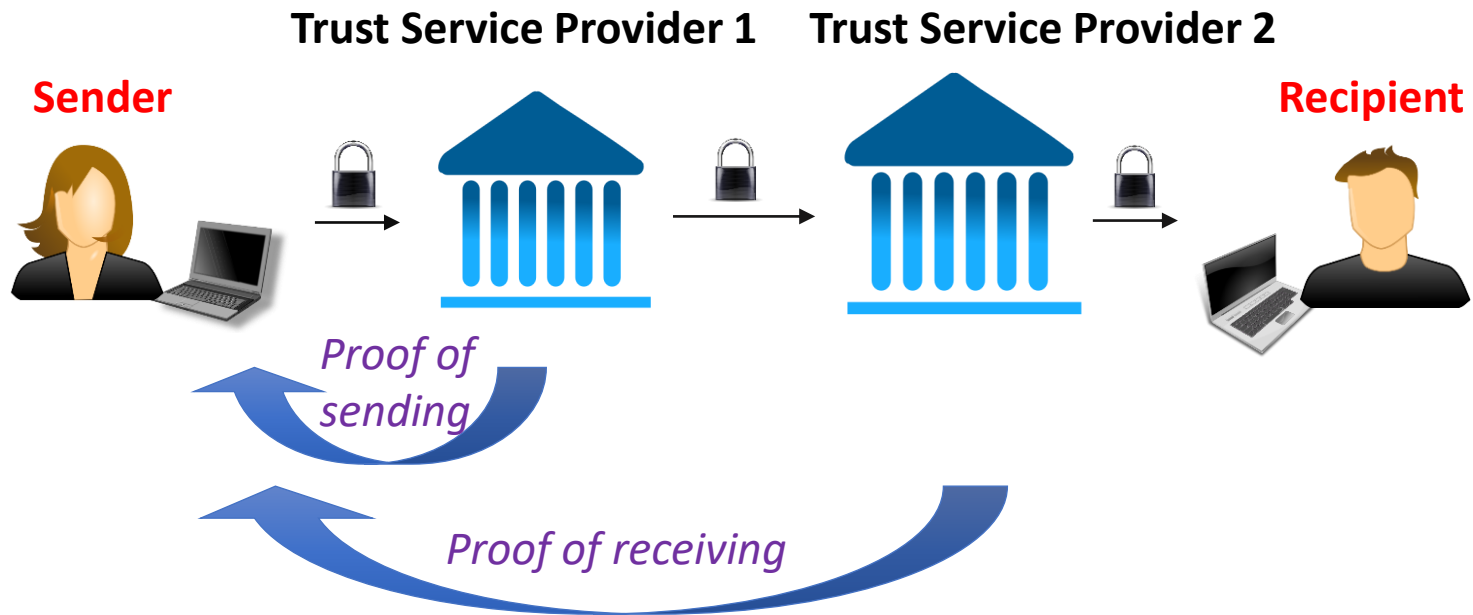 Trust Service Provider 1
Trust Service Provider 2
Sender
Recipient
Proof of
sending
Proof of receiving